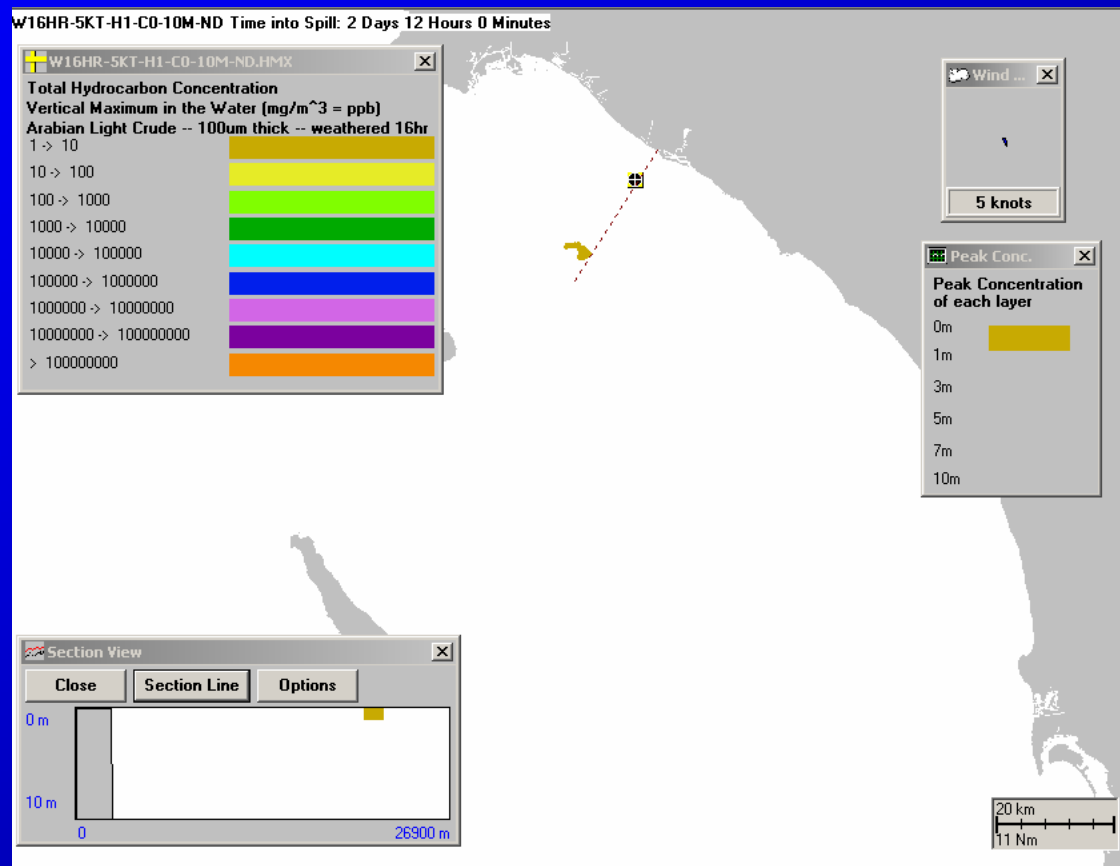 W16HR-5KT-H1-C0-10M-ND Time into Spill: 2 Days 12 Hours 0 Minutes
W16HR-5KT-H1-C0-10M-ND.HMX
Total Hydrocarbon Concentration
Vertical Maximum in the Water (mg/m^3 = ppb)
Arabian Light Crude -- 100um thick -- weathered 16hr
1 -> 10
10 -> 100
100 -> 1000
1000 -> 10000
10000 -> 100000
100000 -> 1000000
1000000 -> 10000000
10000000 -> 100000000
> 100000000
Wind ...
5 knots
Peak Conc.
Peak Concentration
of each layer
0m
1m
3m
5m
7m
10m
Section View
Close Section Line Options
0 m
10 m
0 26900 m
20 km
11 Nm